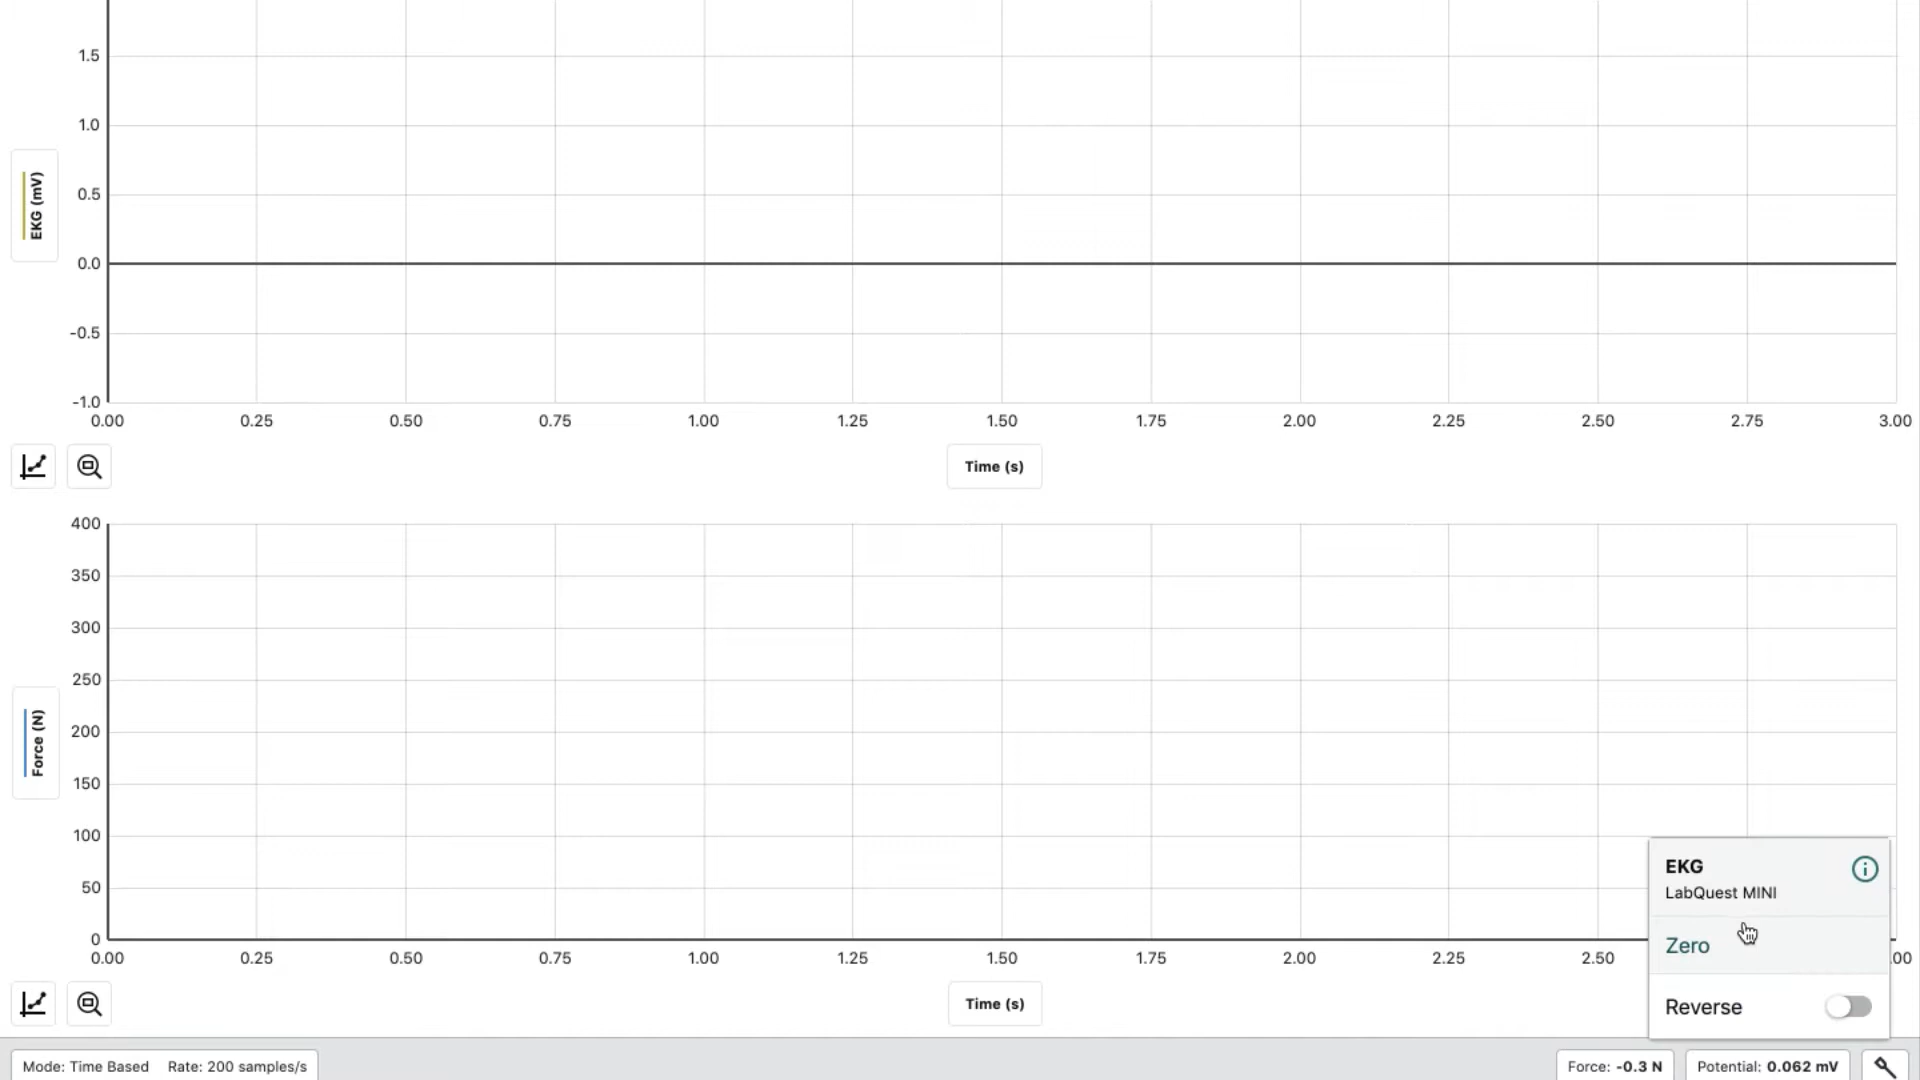 1.5
1.0
0.5
0.0
-0.5
-1.0
EKG (mV)
0.00 0.25 0.50 0.75 1.00 1.25 1.50 1.75 2.00 2.25 2.50 2.75 3.00
Time (s)
400
350
300
250
200
150
100
50
0
Force (N)
0.00 0.25 0.50 0.75 1.00 1.25 1.50 1.75 2.00 2.25 2.50 .00
Time (s)
EKG
LabQuest MINI
Zero
Reverse
Mode: Time Based Rate: 200 samples/s
Force: -0.3 N
Potential: 0.062 mV